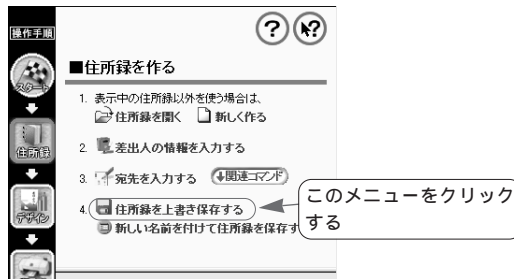 操作手順
? ?
スタート
■住所録を作る
1. 表示中の住所録以外を使う場合は、
住所録を開く 新しく作る
住所録
2. 差出人の情報を入力する
3. 宛先を入力する ↓関連コマンド
デザイン
4. 住所録を上書き保存する
新しい名前を付けて住所録を保存す
このメニューをクリック
する